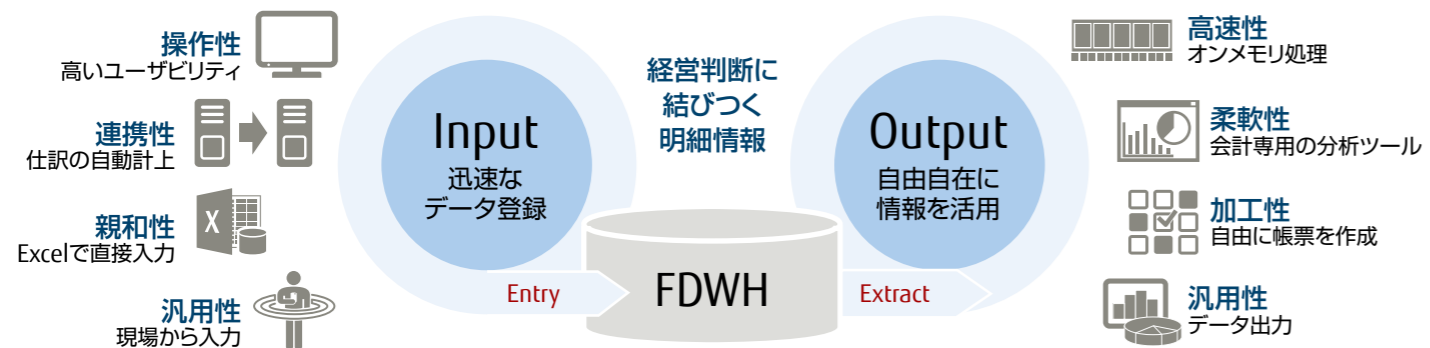 操作性
高いユーザビリティ
連携性
仕訳の自動計上
親和性
Excelで直接入力
X
汎用性
現場から入力
Input
迅速な
データ登録
Entry
経営判断に
結びつく
明細情報
FDWH
Output
自由自在に
情報を活用
Extract
高速性
オンメモリ処理
柔軟性
会計専用の分析ツール
加工性
自由に帳票を作成
汎用性
データ出力